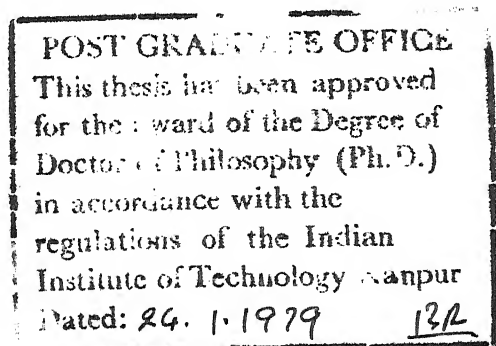 POST GRADUATE OFFICE
This thesis has been approved
for the award of the Degree of
Doctor of Philosophy (Ph.D.)
in accordance with the
regulations of the Indian
Institute of Technology Kanpur
Dated: 24. 1. 1979 BR